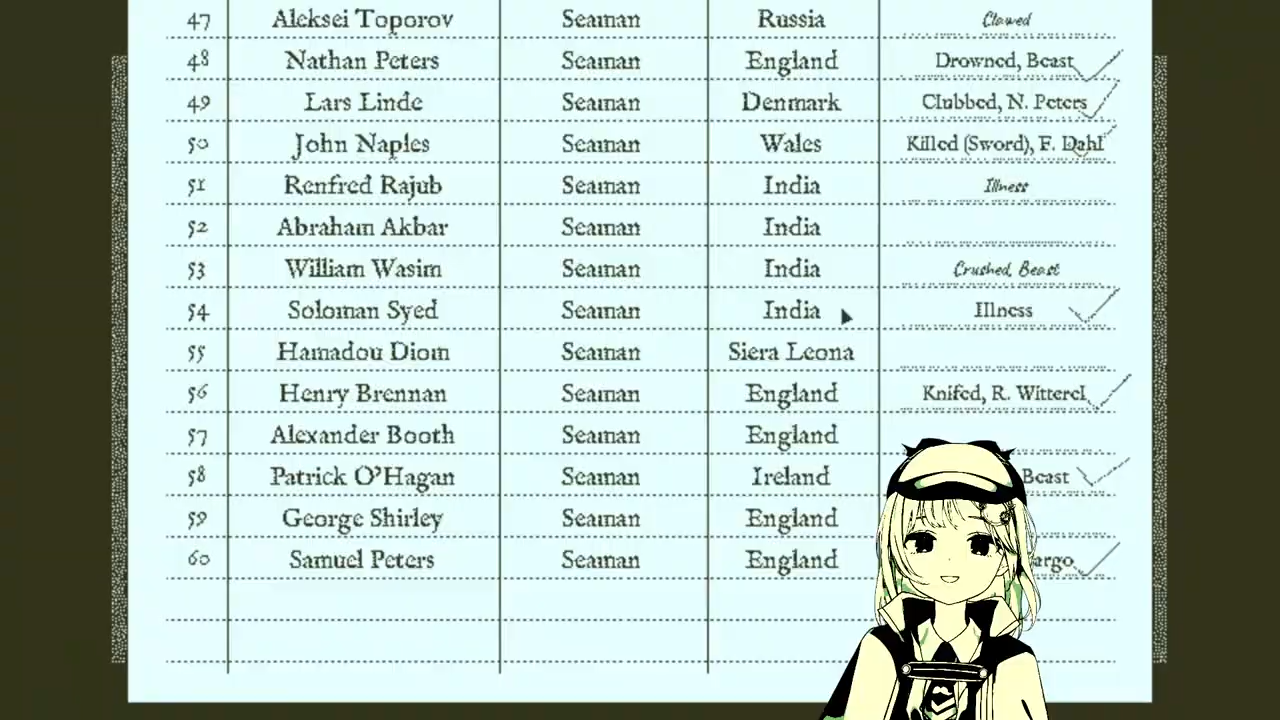 47 Aleksei Toporov Seaman Russia Clawed
48 Nathan Peters Seaman England Drowned, Beast
49 Lars Linde Seaman Denmark Clubbed, N. Peters
50 John Naples Seaman Wales Killed (Sword), F. Dahl
51 Renfred Rajub Seaman India Illness
52 Abraham Akbar Seaman India
53 William Wasim Seaman India Crushed, Beast
54 Soloman Syed Seaman India Illness
55 Hamadou Diom Seaman Siera Leona
56 Henry Brennan Seaman England Knifed, R. Witterel
57 Alexander Booth Seaman England
58 Patrick O'Hagan Seaman Ireland Beast
59 George Shirley Seaman England
60 Samuel Peters Seaman England argo